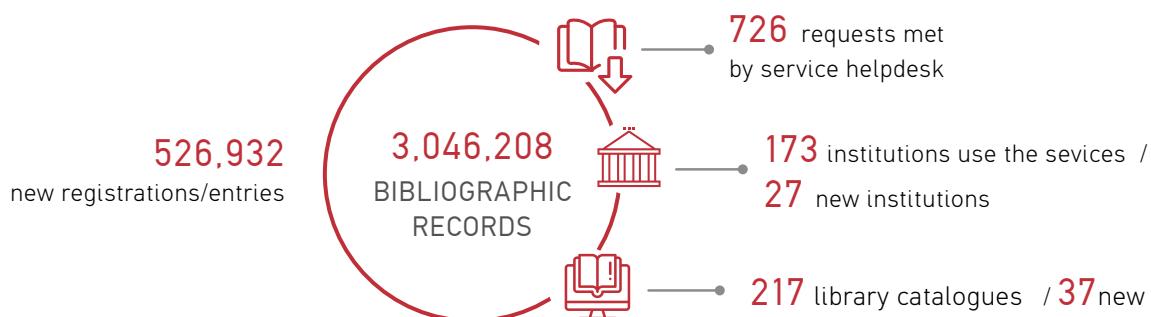 526,932
new registrations/entries
3,046,208
BIBLIOGRAPHIC
RECORDS
726 requests met
by service helpdesk
173 institutions use the sevices /
27 new institutions
217 library catalogues / 37 new